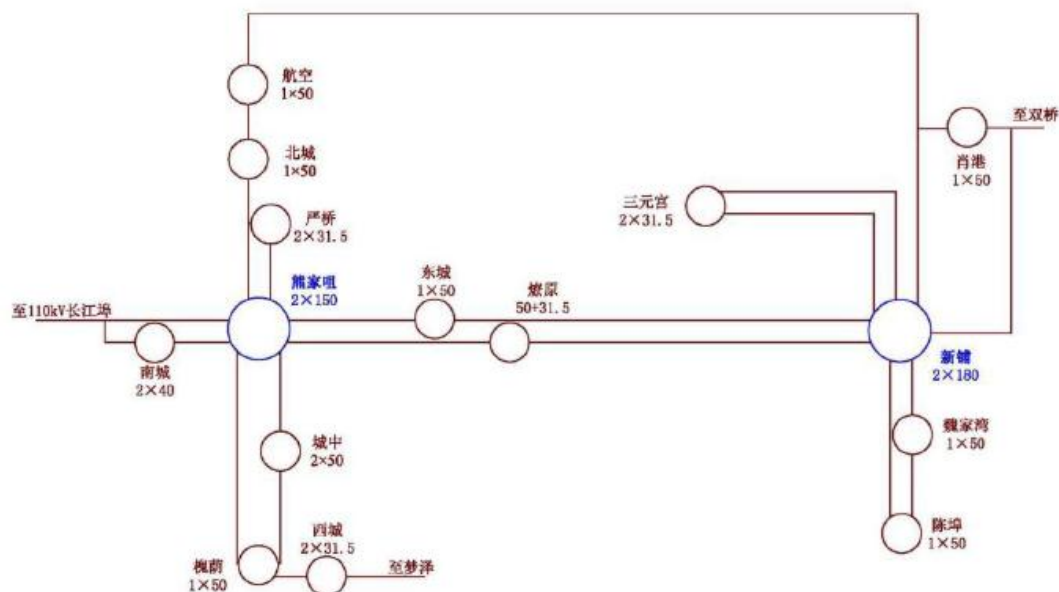 航空
1×50
至双桥
肖港
1×50
北城
1×50
三元宫
2×31.5
严桥
2×31.5
东城
1×50
燎原
50+31.5
熊家咀
2×150
至110kV长江埠
南城
2×40
新铺
2×180
城中
2×50
魏家湾
1×50
西城
2×31.5
陈埠
1×50
槐荫
1×50
至梦泽